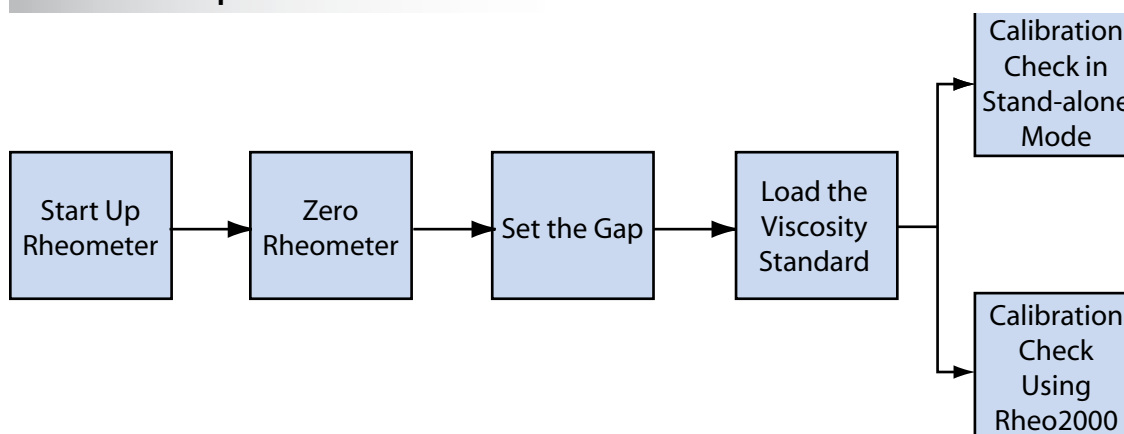 Start Up
Rheometer
Zero
Rheometer
Set the Gap
Load the
Viscosity
Standard
Calibration
Check in
Stand-alone
Mode
Calibration
Check
Using
Rheo2000